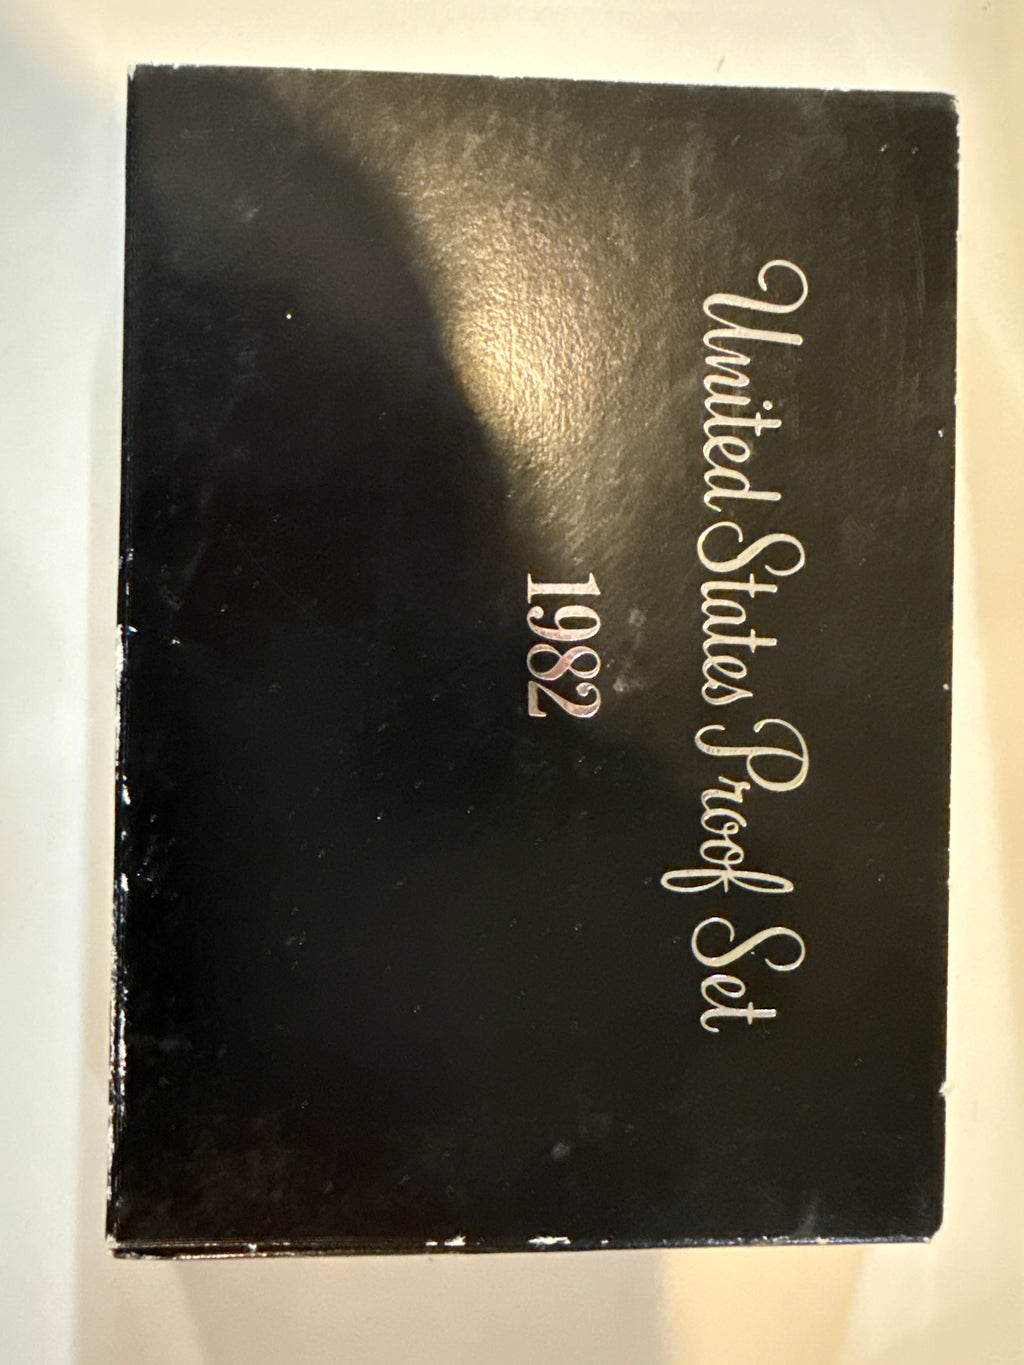 United States Proof Set
1982